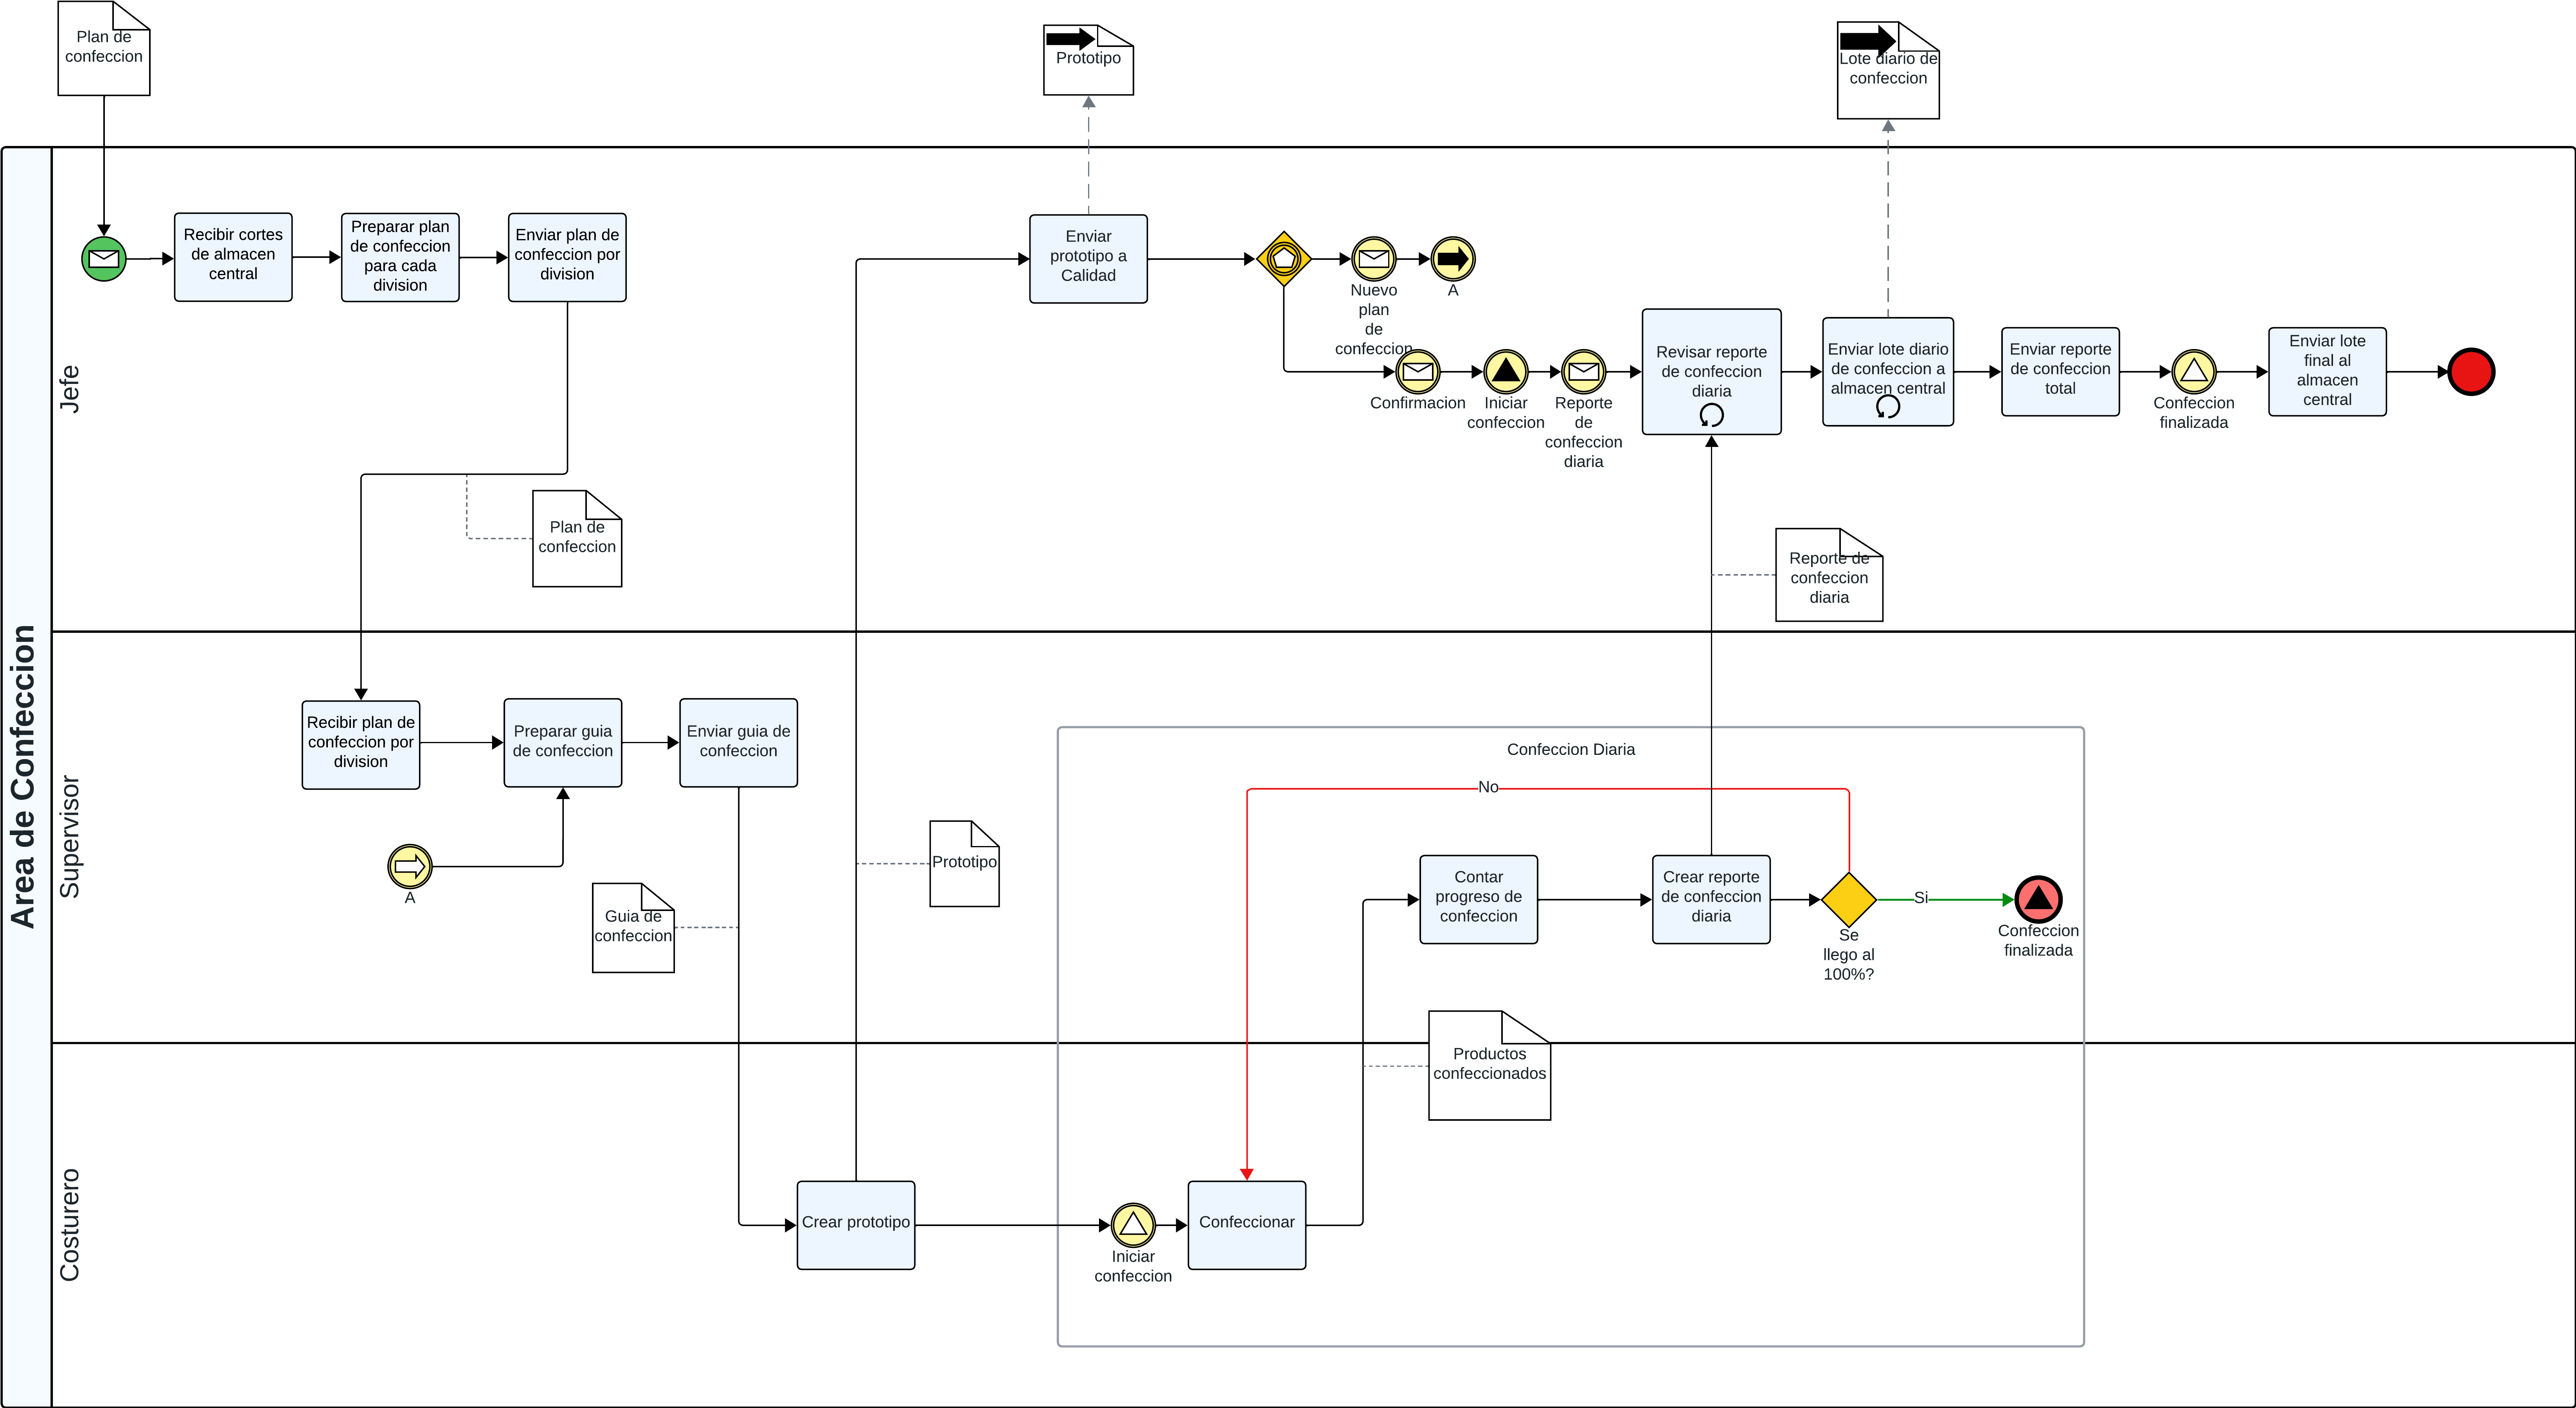 Plan de
confeccion
Prototipo
Lote diario de
confeccion
Area de Confeccion
Jefe
Recibir cortes
de almacen
central
Preparar plan
de confeccion
para cada
division
Enviar plan de
confeccion por
division
Enviar
prototipo a
Calidad
Nuevo
plan
de
confeccion
A
Confirmacion
Iniciar
confeccion
Reporte
de
confeccion
diaria
Revisar reporte
de confeccion
diaria
Enviar lote diario
de confeccion a
almacen central
Enviar reporte
de confeccion
total
Confeccion
finalizada
Enviar lote
final al
almacen
central
Plan de
confeccion
Reporte de
confeccion
diaria
Supervisor
Recibir plan de
confeccion por
division
Preparar guia
de confeccion
Enviar guia de
confeccion
A
Guia de
confeccion
Prototipo
Confeccion Diaria
No
Contar
progreso de
confeccion
Crear reporte
de confeccion
diaria
Se
llego al
100%?
Si
Confeccion
finalizada
Productos
confeccionados
Costurero
Crear prototipo
Iniciar
confeccion
Confeccionar